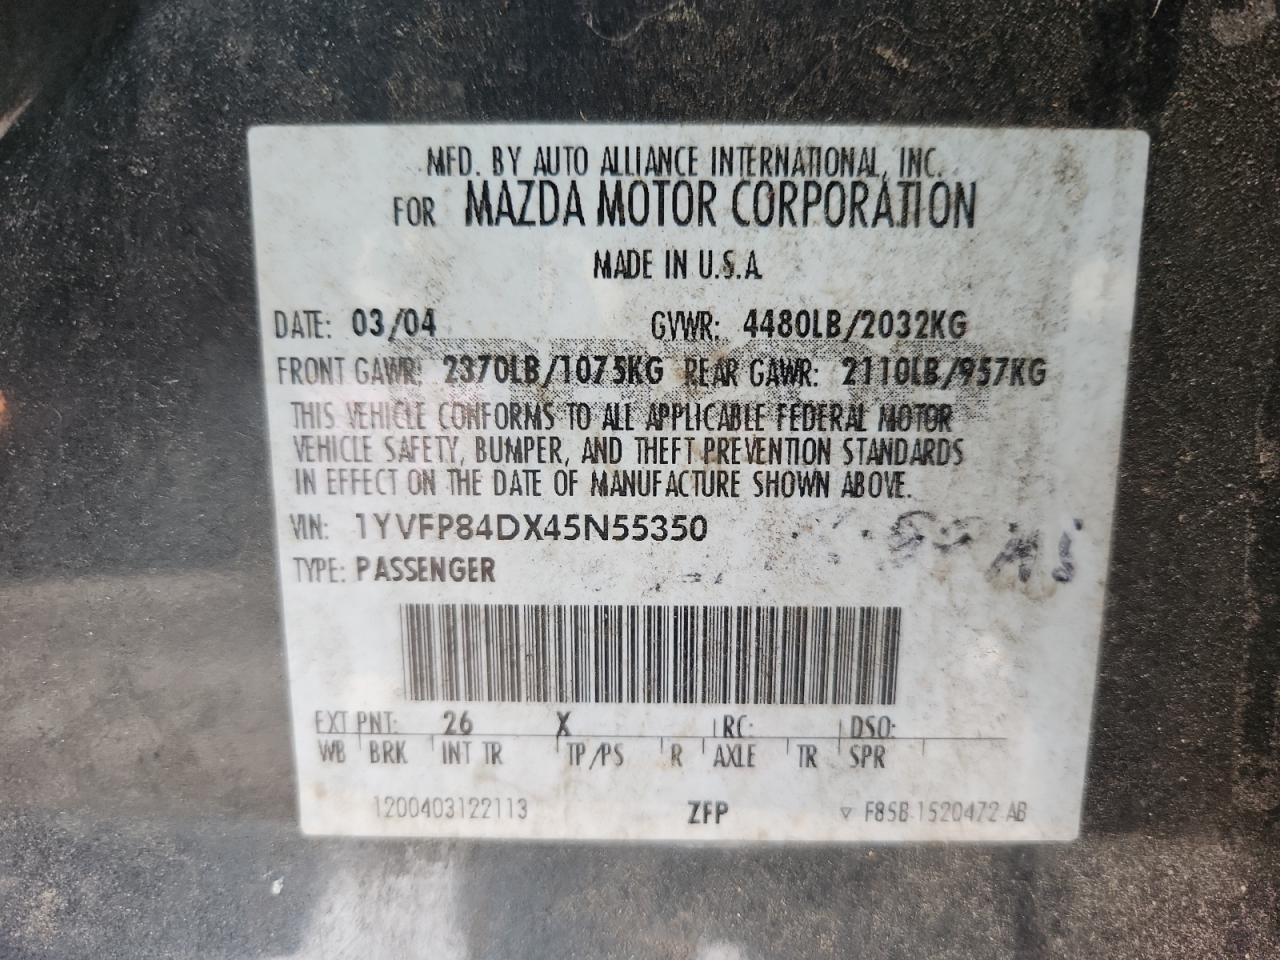 MFD. BY AUTO ALLIANCE INTERNATIONAL, INC.
FOR MAZDA MOTOR CORPORATION
MADE IN U.S.A
DATE: 03/04 GVWR: 4480LB/2032KG
FRONT GAWR: 2370LB/1075KG REAR GAWR: 2110LB/957KG
THIS VEHICLE CONFORMS TO ALL APPLICABLE FEDERAL MOTOR
VEHICLE SAFETY, BUMPER, AND THEFT PREVENTION STANDARDS
IN EFFECT ON THE DATE OF MANUFACTURE SHOWN ABOVE.
VIN: 1YVFP84DX45N55350
TYPE: PASSENGER
EXT PNT: 26 X RC: DSO:
WB BRK INT TR TP/PS R AXLE TR SPR
1200403122113 ZFP ▽ F85B-1520472-AB